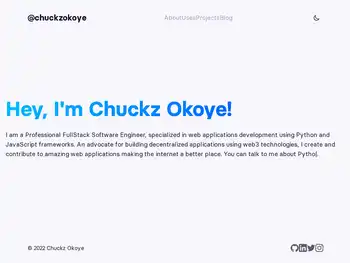 @chuckzokoye
AboutUsesProjectsBlog
Hey, I'm Chuckz Okoye!
I am a Professional FullStack Software Engineer, specialized in web applications development using Python and
JavaScript frameworks. An advocate for building decentralized applications using web3 technologies, I create and
contribute to amazing web applications making the internet a better place. You can talk to me about Pytho|.
© 2022 Chuckz Okoye